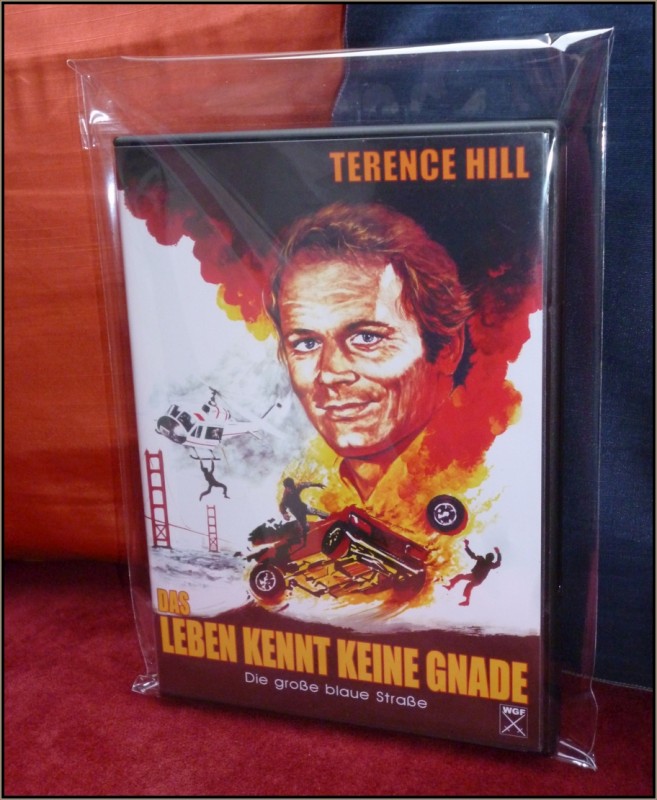 TERENCE HILL
DAS
LEBEN KENNT KEINE GNADE
Die große blaue Straße
WGF